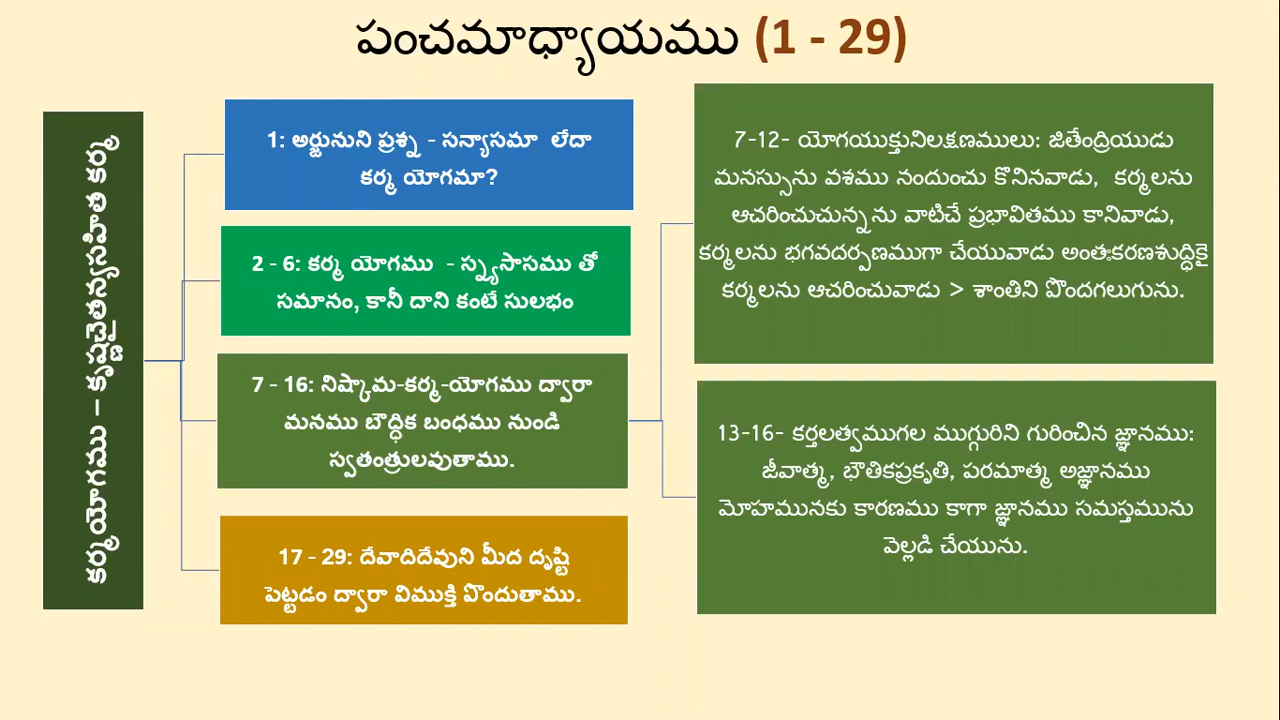 పంచమాధ్యాయము (1 - 29)
కర్మయోగము – కృష్ణచైతన్యసహిత కర్మ
1: అర్జునుని ప్రశ్న - సన్యాసమా లేదా
కర్మ యోగమా?
2 - 6: కర్మ యోగము - స్న్యసాసము తో
సమానం, కానీ దాని కంటే సులభం
7 - 16: నిష్కామ-కర్మ-యోగము ద్వారా
మనము బౌద్ధిక బంధము నుండి
స్వతంత్రులవుతాము.
17 - 29: దేవాదిదేవుని మీద దృష్టి
పెట్టడం ద్వారా విముక్తి పొందుతాము.
7-12- యోగయుక్తునిలక్షణములు: జితేంద్రియుడు
మనస్సును వశము నందుంచు కొనినవాడు, కర్మలను
ఆచరించుచున్నను వాటిచే ప్రభావితము కానివాడు,
కర్మలను భగవదర్పణముగా చేయువాడు అంతఃకరణశుద్ధికై
కర్మలను ఆచరించువాడు > శాంతిని పొందగలుగును.
13-16- కర్తలత్వముగల ముగ్గురిని గురించిన జ్ఞానము:
జీవాత్మ, భౌతికప్రకృతి, పరమాత్మ అజ్ఞానము
మోహమునకు కారణము కాగా జ్ఞానము సమస్తమును
వెల్లడి చేయును.